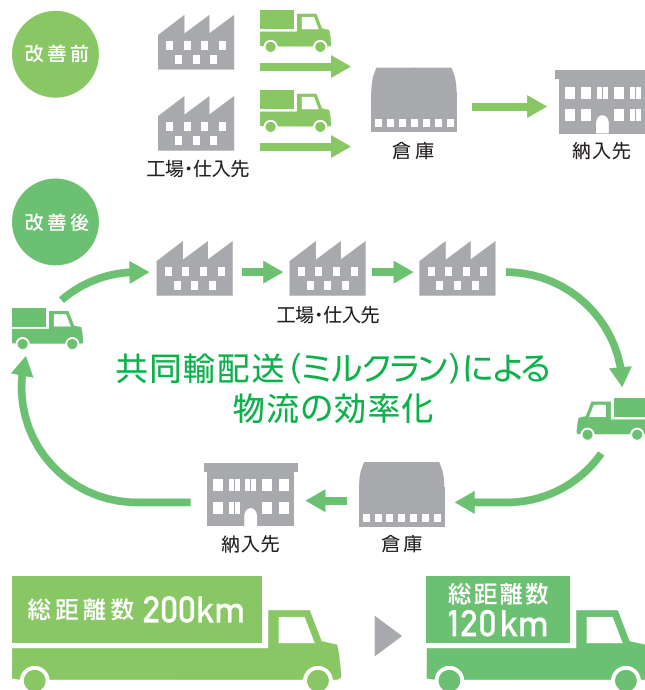 改善前
工場・仕入先
倉庫
納入先
改善後
工場・仕入先
共同輸配送(ミルクラン)による
物流の効率化
納入先
倉庫
総距離数 200km
総距離数
120km